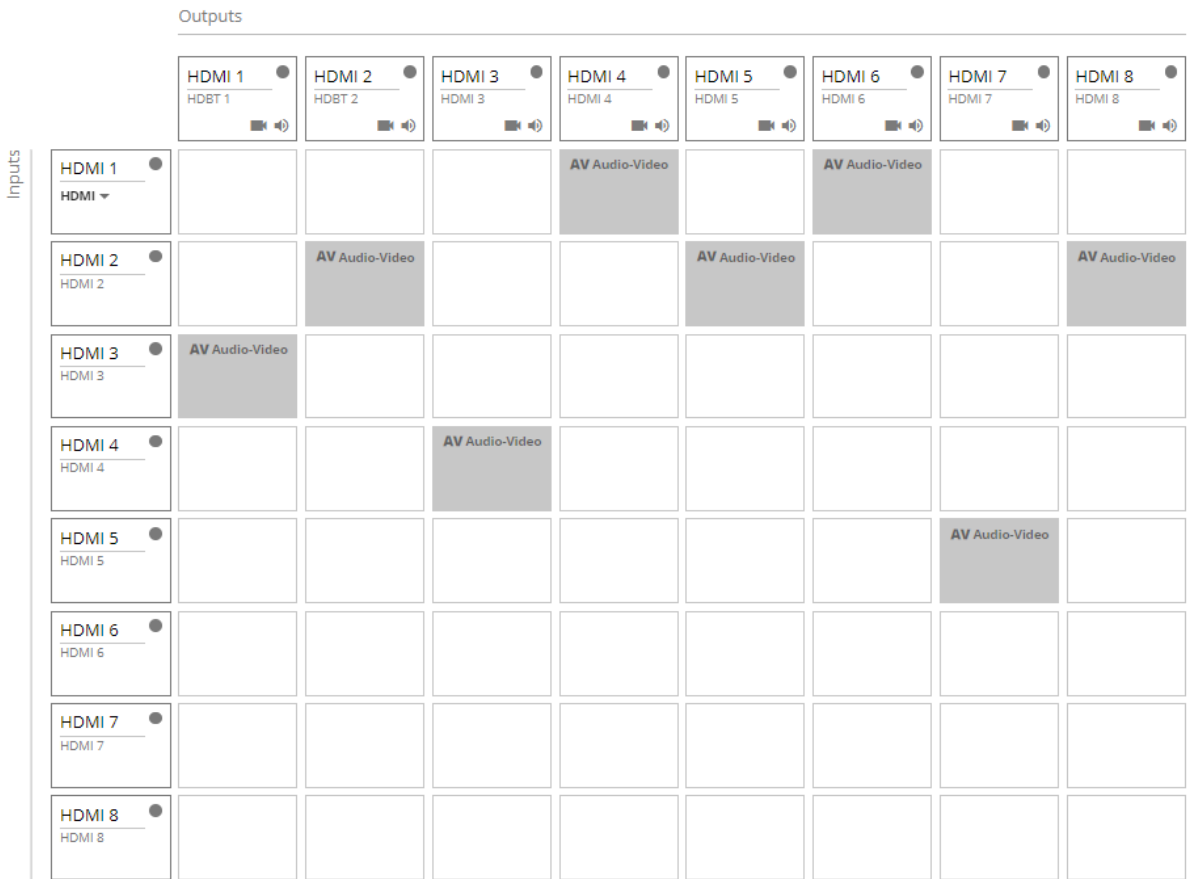 Outputs
HDMI 1 HDMI 2 HDMI 3 HDMI 4 HDMI 5 HDMI 6 HDMI 7 HDMI 8
HDBT 1 HDBT 2 HDMI 3 HDMI 4 HDMI 5 HDMI 6 HDMI 7 HDMI 8
Inputs
HDMI 1 AV Audio-Video AV Audio-Video
HDMI
HDMI 2 AV Audio-Video AV Audio-Video AV Audio-Video
HDMI 2
HDMI 3 AV Audio-Video
HDMI 3
HDMI 4 AV Audio-Video
HDMI 4
HDMI 5 AV Audio-Video
HDMI 5
HDMI 6
HDMI 6
HDMI 7
HDMI 7
HDMI 8
HDMI 8